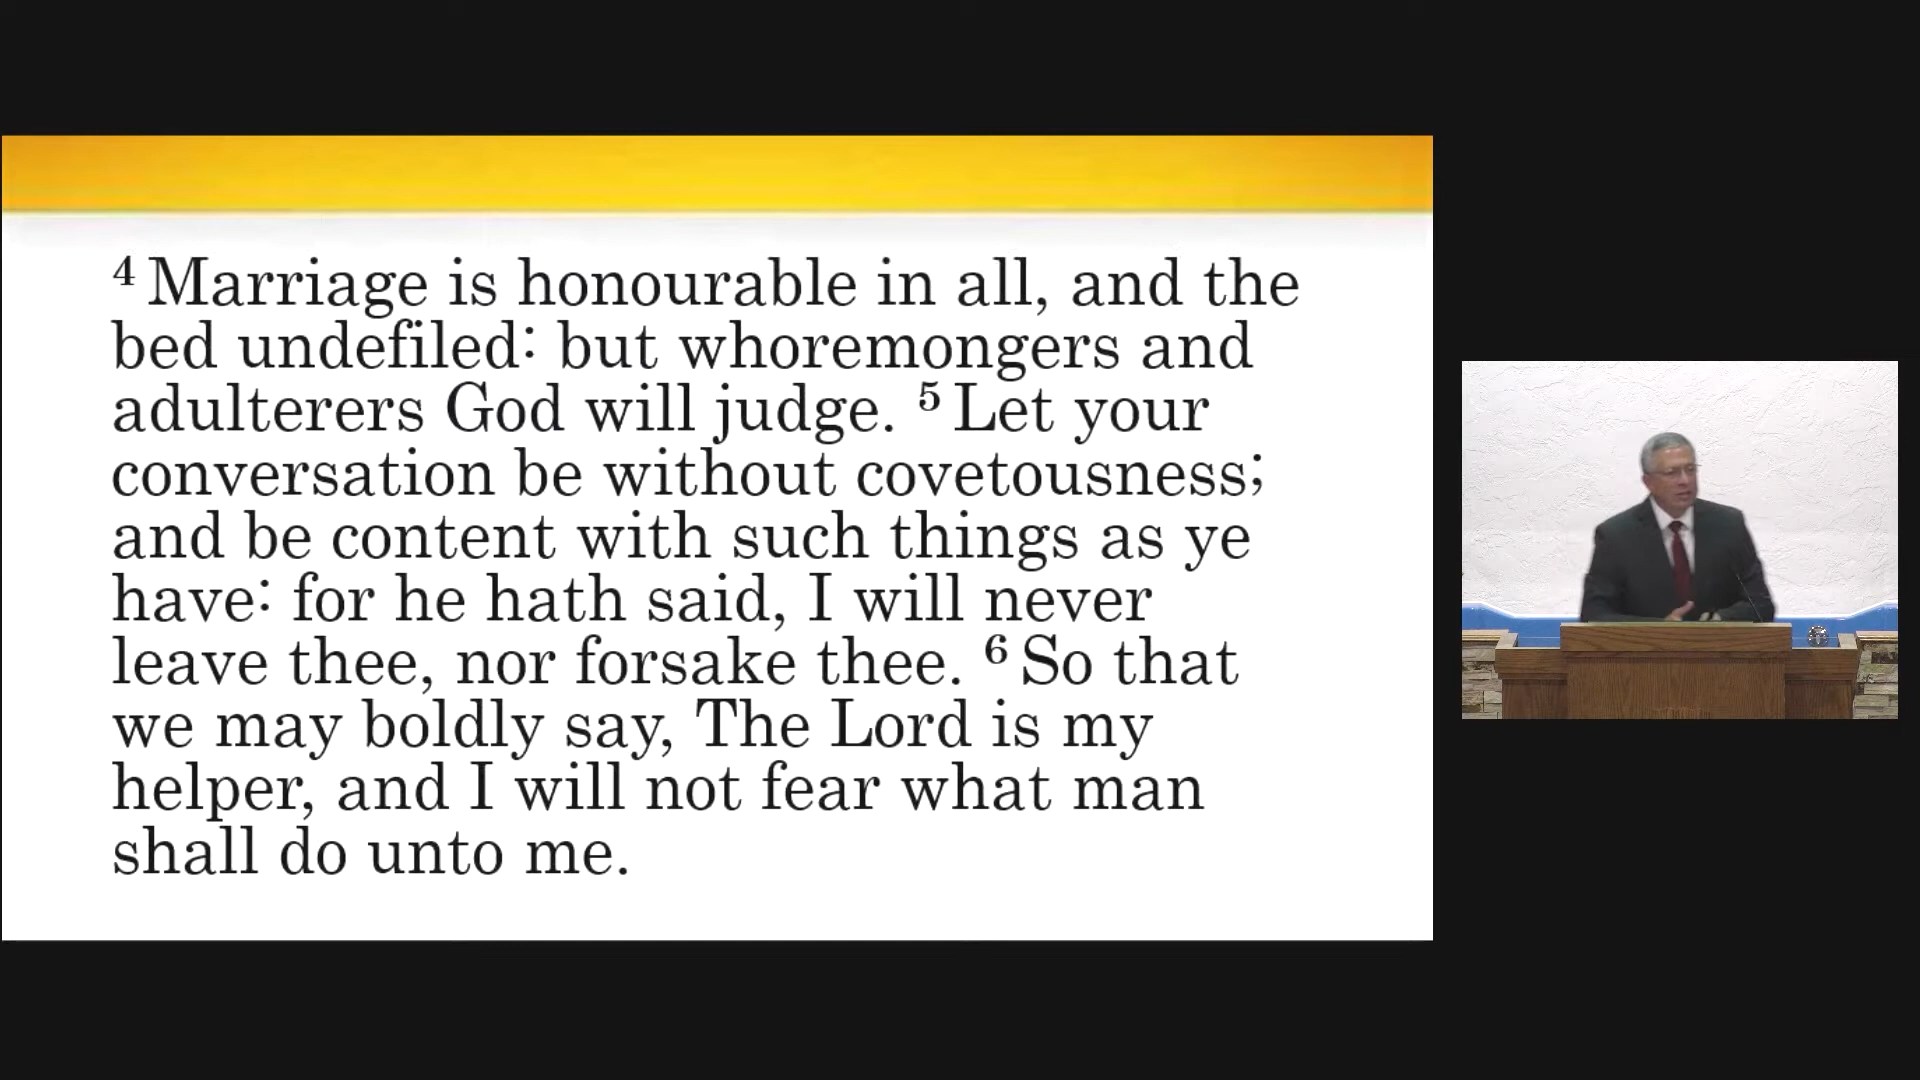 ⁴ Marriage is honourable in all, and the
bed undefiled: but whoremongers and
adulterers God will judge. ⁵ Let your
conversation be without covetousness;
and be content with such things as ye
have: for he hath said, I will never
leave thee, nor forsake thee. ⁶ So that
we may boldly say, The Lord is my
helper, and I will not fear what man
shall do unto me.